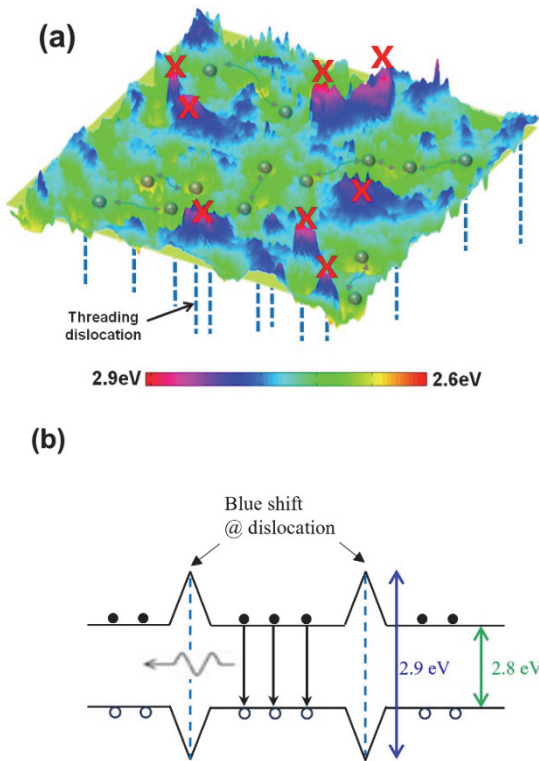 (a)
X
X
X
X
X
X
X
X
Threading
dislocation
2.9eV
2.6eV
(b)
Blue shift
@ dislocation
2.9 eV
2.8 eV